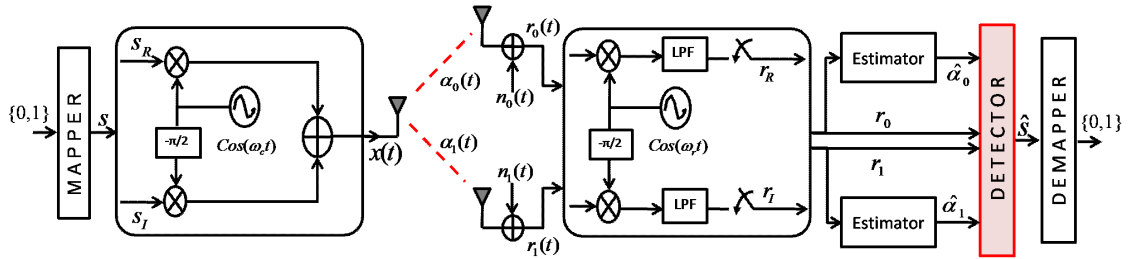 {0,1}
MAPPER
s
s_R
-π/2
Cos(ω_c t)
s_I
x(t)
α_0(t)
α_1(t)
r_0(t)
n_0(t)
n_1(t)
r_1(t)
LPF
r_R
-π/2
Cos(ω_r t)
LPF
r_I
Estimator
α̂_0
r_0
r_1
Estimator
α̂_1
DETECTOR
ŝ
DEMAPPER
{0,1}